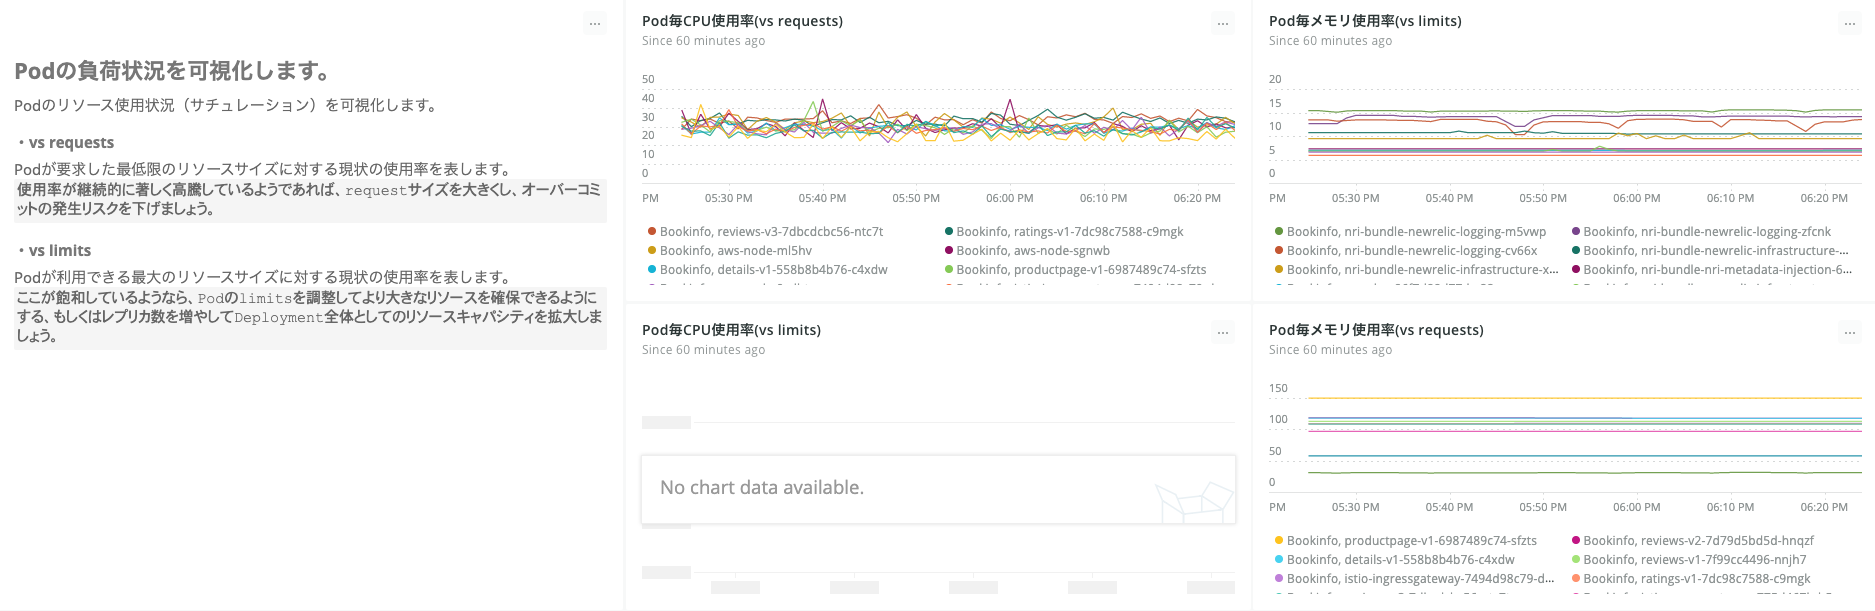 Podの負荷状況を可視化します。
Podのリソース使用状況（サチュレーション）を可視化します。
・vs requests
Podが要求した最低限のリソースサイズに対する現状の使用率を表します。
使用率が継続的に著しく高騰しているようであれば、requestサイズを大きくし、オーバーコミ
ットの発生リスクを下げましょう。
・vs limits
Podが利用できる最大のリソースサイズに対する現状の使用率を表します。
ここが飽和しているようなら、Podのlimitsを調整してより大きなリソースを確保できるように
する、もしくはレプリカ数を増やしてDeployment全体としてのリソースキャパシティを拡大しま
しょう。
Pod毎CPU使用率(vs requests)
Since 60 minutes ago
50
40
30
20
10
0
PM 05:30 PM 05:40 PM 05:50 PM 06:00 PM 06:10 PM 06:20 PM
Bookinfo, reviews-v3-7dbcdcbc56-ntc7t Bookinfo, ratings-v1-7dc98c7588-c9mgk
Bookinfo, aws-node-ml5hv Bookinfo, aws-node-sgnwb
Bookinfo, details-v1-558b8b4b76-c4xdw Bookinfo, productpage-v1-6987489c74-sfzts
Pod毎メモリ使用率(vs limits)
Since 60 minutes ago
20
15
10
5
0
PM 05:30 PM 05:40 PM 05:50 PM 06:00 PM 06:10 PM 06:20 PM
Bookinfo, nri-bundle-newrelic-logging-m5vwp Bookinfo, nri-bundle-newrelic-logging-zfcnk
Bookinfo, nri-bundle-newrelic-logging-cv66x Bookinfo, nri-bundle-newrelic-infrastructure-...
Bookinfo, nri-bundle-newrelic-infrastructure-x... Bookinfo, nri-bundle-nri-metadata-injection-6...
Pod毎CPU使用率(vs limits)
Since 60 minutes ago
No chart data available.
Pod毎メモリ使用率(vs requests)
Since 60 minutes ago
150
100
50
0
PM 05:30 PM 05:40 PM 05:50 PM 06:00 PM 06:10 PM 06:20 PM
Bookinfo, productpage-v1-6987489c74-sfzts Bookinfo, reviews-v2-7d79d5bd5d-hnqzf
Bookinfo, details-v1-558b8b4b76-c4xdw Bookinfo, reviews-v1-7f99cc4496-nnjh7
Bookinfo, istio-ingressgateway-7494d98c79-d... Bookinfo, ratings-v1-7dc98c7588-c9mgk